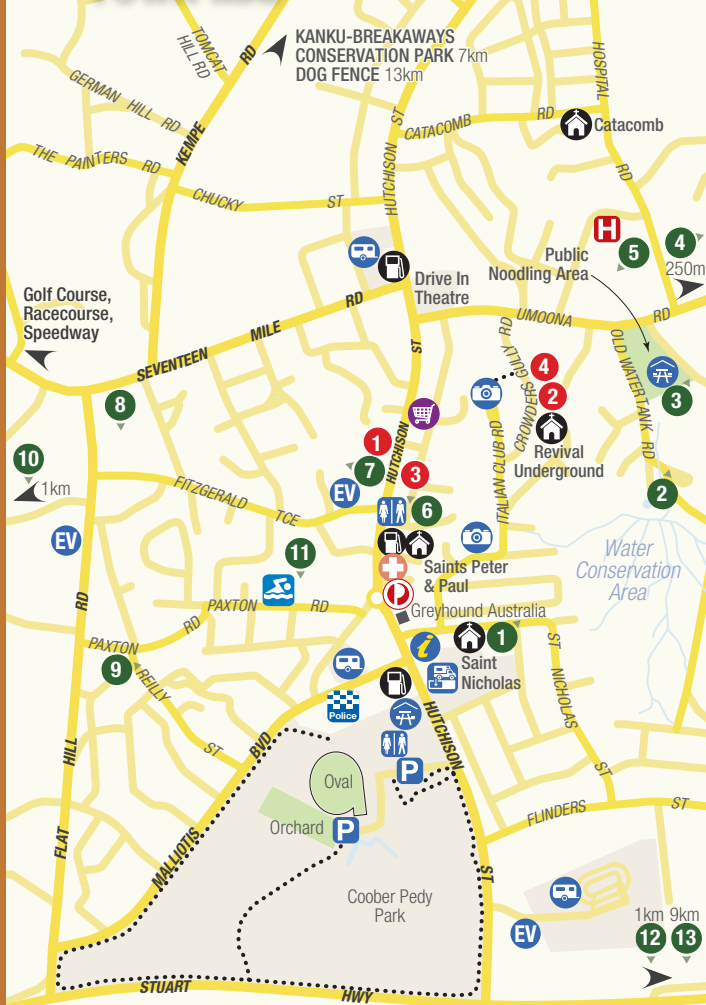 KANKU-BREAKAWAYS
CONSERVATION PARK 7km
DOG FENCE 13km
TOMCAT
HILL RD
KEMPE RD
GERMAN HILL RD
THE PAINTERS RD
CHUCKY ST
HUTCHISON ST
CATACOMB RD
HOSPITAL RD
Catacomb
H
5
4
250m
Public
Noodling Area
Drive In
Theatre
UMOONA RD
Golf Course,
Racecourse,
Speedway
SEVENTEEN MILE RD
HUTCHISON ST
CROWDERS GULLY RD
OLD WATERTANK RD
4
2
3
8
1
7
3
Revival
Underground
ITALIAN CLUB RD
10
1km
EV
6
2
FITZGERALD TCE
EV
11
Saints Peter
& Paul
Water
Conservation
Area
PAXTON RD
Greyhound Australia
PAXTON RD
i
1
Saint
Nicholas
ST NICHOLAS ST
9
REILLY ST
Police
HUTCHISON ST
P
Oval
Orchard
P
FLINDERS ST
FLAT HILL RD
MALLIOTIS BVD
Coober Pedy
Park
EV
1km 9km
12 13
STUART HWY